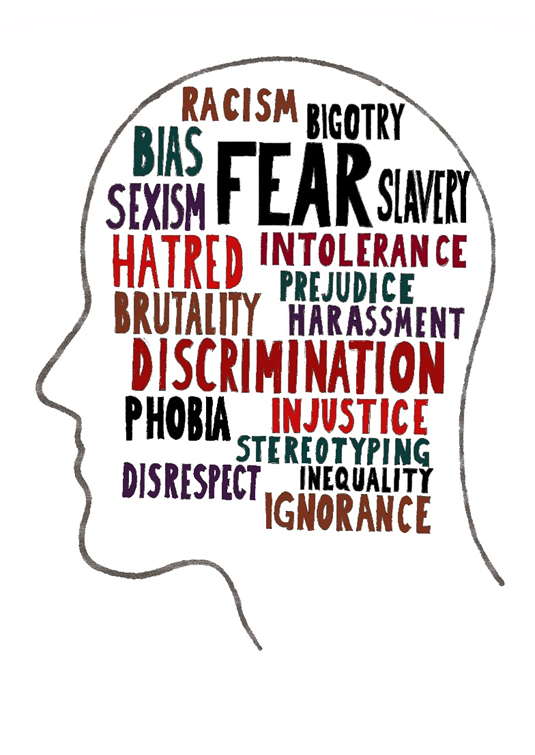 RACISM
BIGOTRY
BIAS
FEAR
SLAVERY
SEXISM
HATRED
INTOLERANCE
PREJUDICE
BRUTALITY
HARASSMENT
DISCRIMINATION
PHOBIA
INJUSTICE
STEREOTYPING
DISRESPECT
INEQUALITY
IGNORANCE